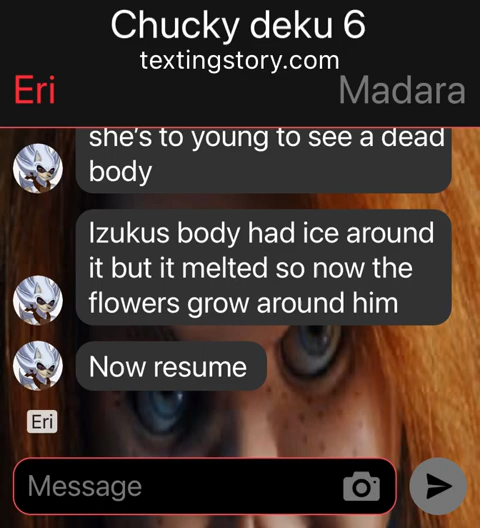 Chucky deku 6
textingstory.com
Eri
Madara
she's to young to see a dead
body
Izukus body had ice around
it but it melted so now the
flowers grow around him
Now resume
Eri
Message